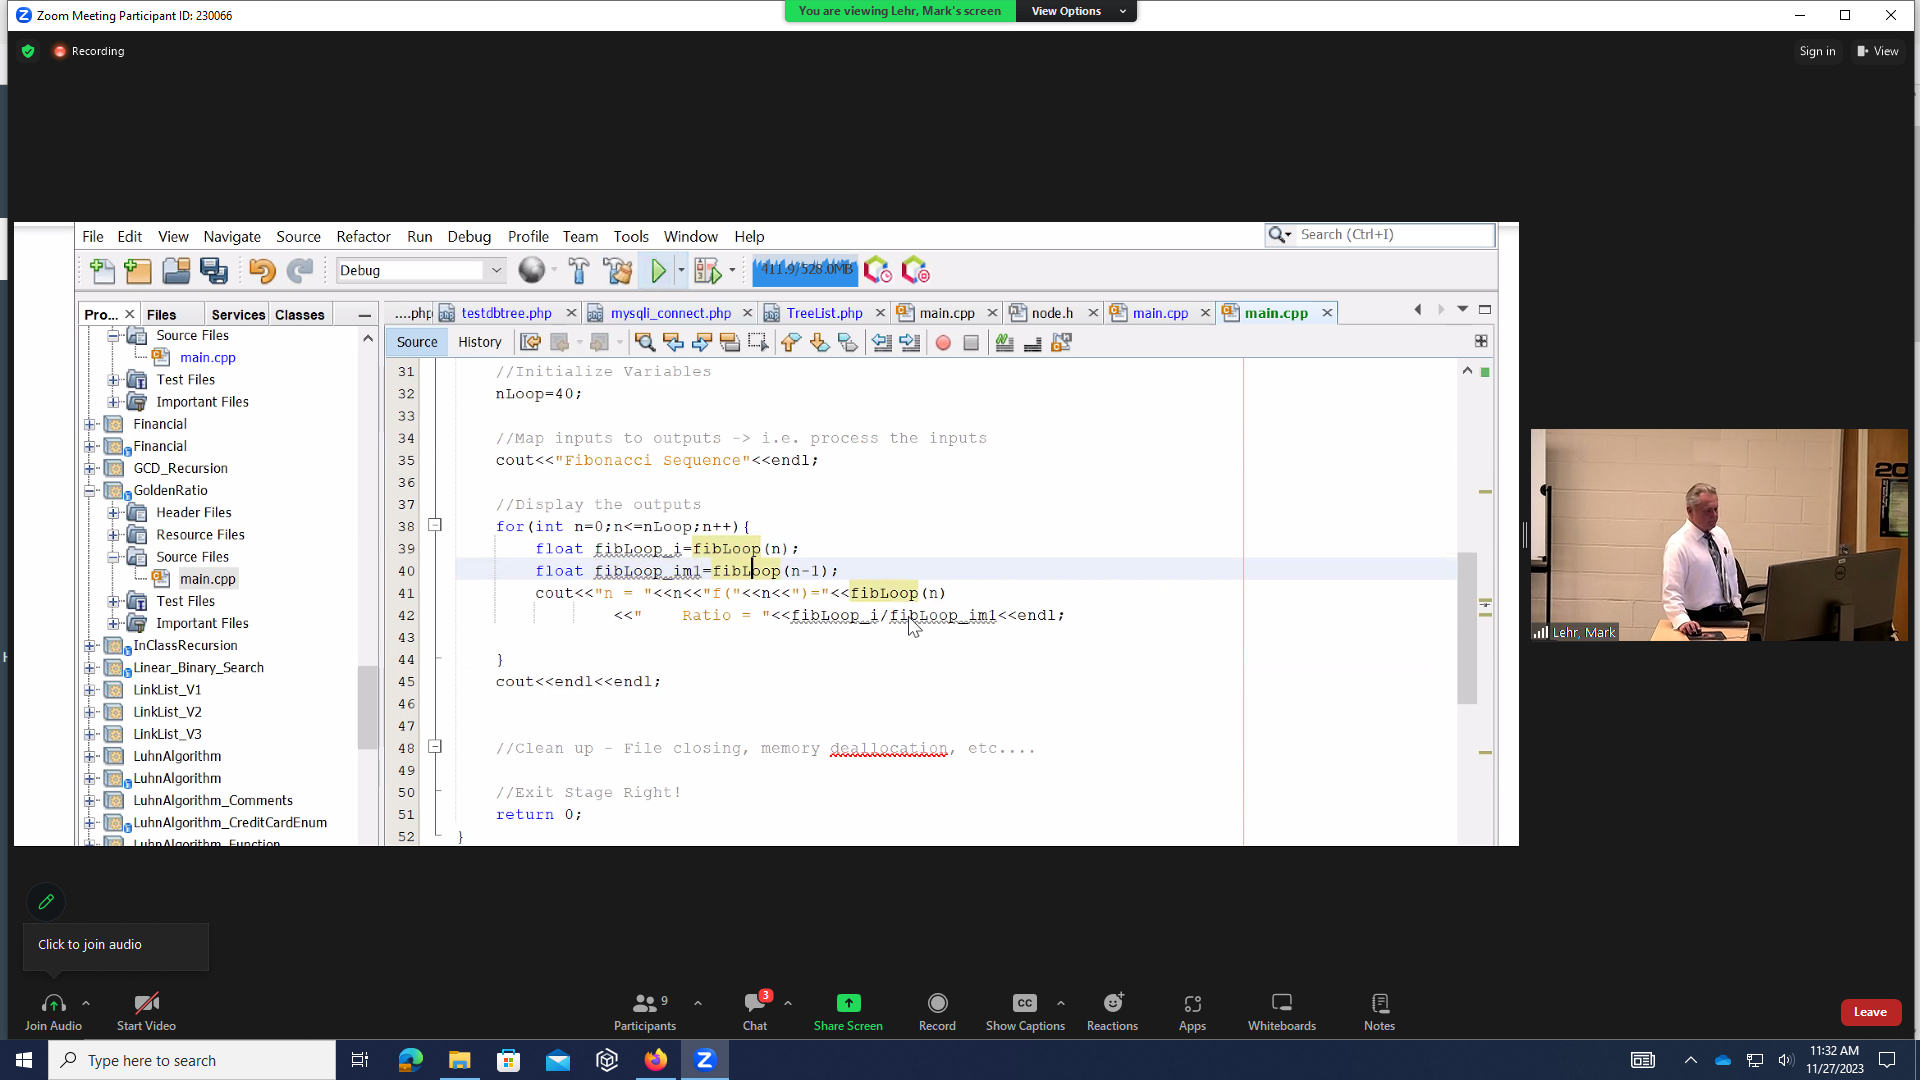 Zoom Meeting Participant ID: 230066
You are viewing Lehr, Mark's screen
View Options
Recording
Sign in
View
File Edit View Navigate Source Refactor Run Debug Profile Team Tools Window Help
Search (Ctrl+I)
Debug
411.9/528.0MB
Pro... Files Services Classes
....php testdbtree.php mysqli_connect.php TreeList.php main.cpp node.h main.cpp main.cpp
Source History
Source Files
main.cpp
Test Files
Important Files
Financial
Financial
GCD_Recursion
GoldenRatio
Header Files
Resource Files
Source Files
main.cpp
Test Files
Important Files
InClassRecursion
Linear_Binary_Search
LinkList_V1
LinkList_V2
LinkList_V3
LuhnAlgorithm
LuhnAlgorithm
LuhnAlgorithm_Comments
LuhnAlgorithm_CreditCardEnum
LuhnAlgorithm_Function
31 //Initialize Variables
32 nLoop=40;
33
34 //Map inputs to outputs -> i.e. process the inputs
35 cout<<"Fibonacci Sequence"<<endl;
36
37 //Display the outputs
38 for(int n=0;n<=nLoop;n++){
39 float fibLoop_i=fibLoop(n);
40 float fibLoop_im1=fibLoop(n-1);
41 cout<<"n = "<<n<<"f("<<n<<")="<<fibLoop(n)
42 <<"    Ratio = "<<fibLoop_i/fibLoop_im1<<endl;
43
44 }
45 cout<<endl<<endl;
46
47
48 //Clean up - File closing, memory deallocation, etc....
49
50 //Exit Stage Right!
51 return 0;
52 }
Lehr, Mark
Click to join audio
Join Audio
Start Video
9
Participants
3
Chat
Share Screen
Record
CC
Show Captions
Reactions
Apps
Whiteboards
Notes
Leave
Type here to search
11:32 AM
11/27/2023